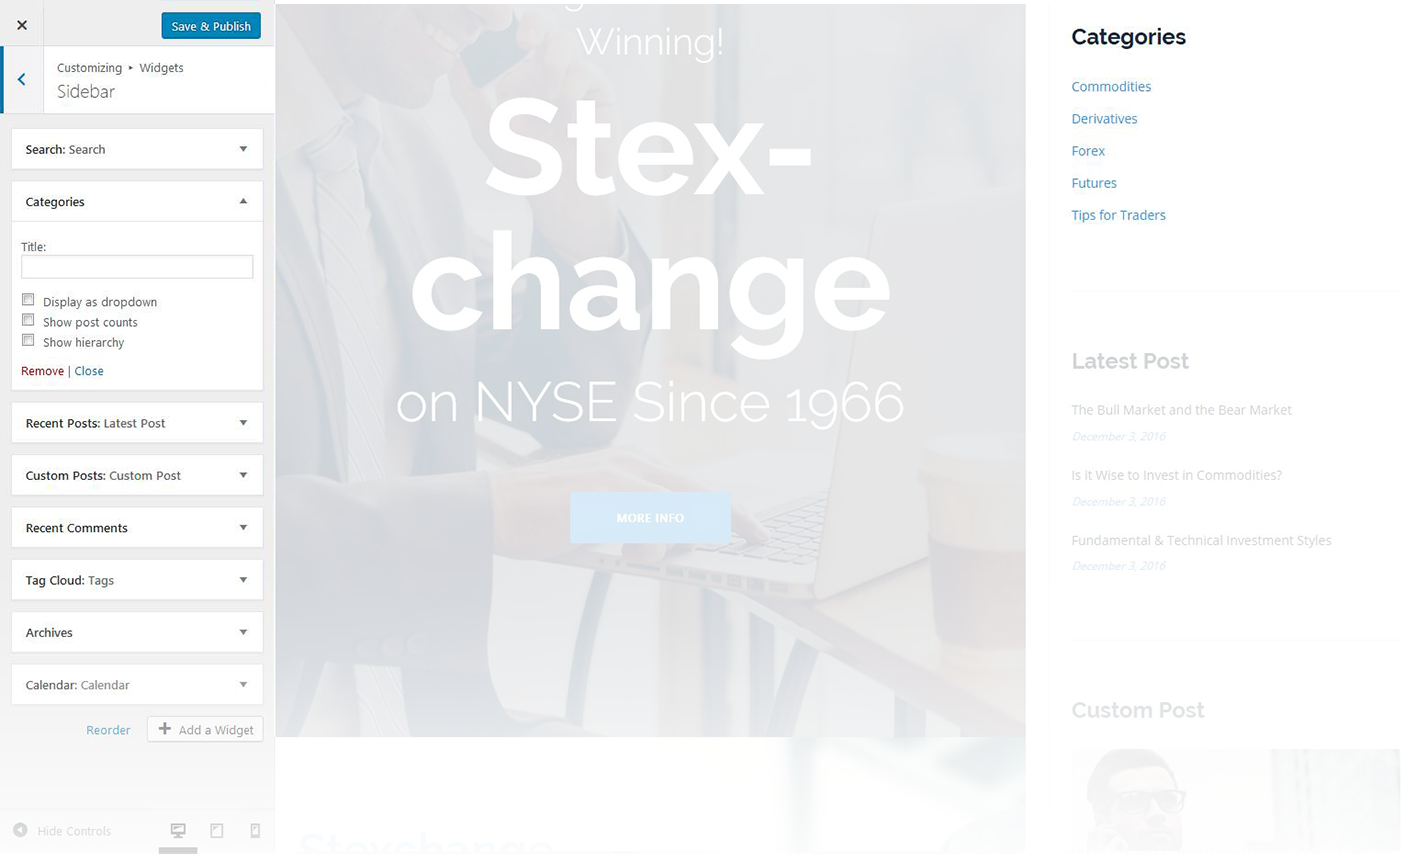 Save & Publish
Customizing ▸ Widgets
Sidebar
Search: Search
Categories
Title:
Display as dropdown
Show post counts
Show hierarchy
Remove | Close
Recent Posts: Latest Post
Custom Posts: Custom Post
Recent Comments
Tag Cloud: Tags
Archives
Calendar: Calendar
Reorder
Add a Widget
Hide Controls
Winning!
Stex-
change
on NYSE Since 1966
MORE INFO
Stexchange
Categories
Commodities
Derivatives
Forex
Futures
Tips for Traders
Latest Post
The Bull Market and the Bear Market
December 3, 2016
Is it Wise to Invest in Commodities?
December 3, 2016
Fundamental & Technical Investment Styles
December 3, 2016
Custom Post